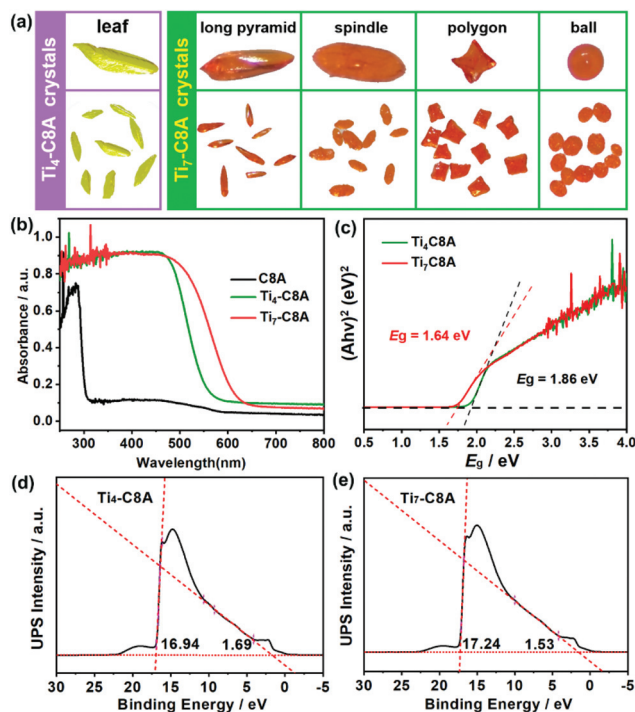 (a)
leaf
long pyramid
spindle
polygon
ball
Ti4-C8A crystals
Ti7-C8A crystals
(b)
1.0
0.8
0.6
0.4
0.2
0.0
Absorbance / a.u.
C8A
Ti4-C8A
Ti7-C8A
300 400 500 600 700 800
Wavelength(nm)
(c)
(Ahv)2 (eV)2
Ti4C8A
Ti7C8A
Eg = 1.64 eV
Eg = 1.86 eV
0.5 1.0 1.5 2.0 2.5 3.0 3.5 4.0
Eg / eV
(d)
UPS Intensity / a.u.
Ti4-C8A
16.94 1.69
30 25 20 15 10 5 0 -5
Binding Energy / eV
(e)
UPS Intensity / a.u.
Ti7-C8A
17.24 1.53
30 25 20 15 10 5 0 -5
Binding Energy / eV